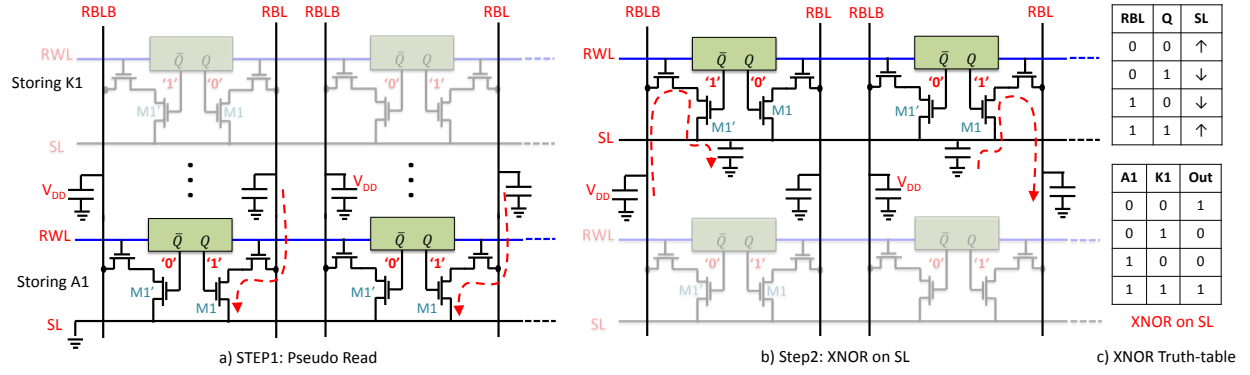 RBLB RBL RBLB RBL
RWL
Q̄ Q Q̄ Q
Storing K1
‘1’ ‘0’ ‘0’ ‘1’
M1’ M1 M1’ M1
SL
VDD VDD
RWL
Q̄ Q Q̄ Q
‘0’ ‘1’ ‘0’ ‘1’
Storing A1
M1’ M1 M1’ M1
SL
a) STEP1: Pseudo Read
RBLB RBL RBLB RBL
RWL
Q̄ Q Q̄ Q
‘1’ ‘0’ ‘0’ ‘1’
M1’ M1 M1’ M1
SL
VDD VDD
RWL
Q̄ Q Q̄ Q
‘0’ ‘1’ ‘0’ ‘1’
M1’ M1 M1’ M1
SL
b) Step2: XNOR on SL
RBL Q SL
0 0 ↑
0 1 ↓
1 0 ↓
1 1 ↑
A1 K1 Out
0 0 1
0 1 0
1 0 0
1 1 1
XNOR on SL
c) XNOR Truth-table